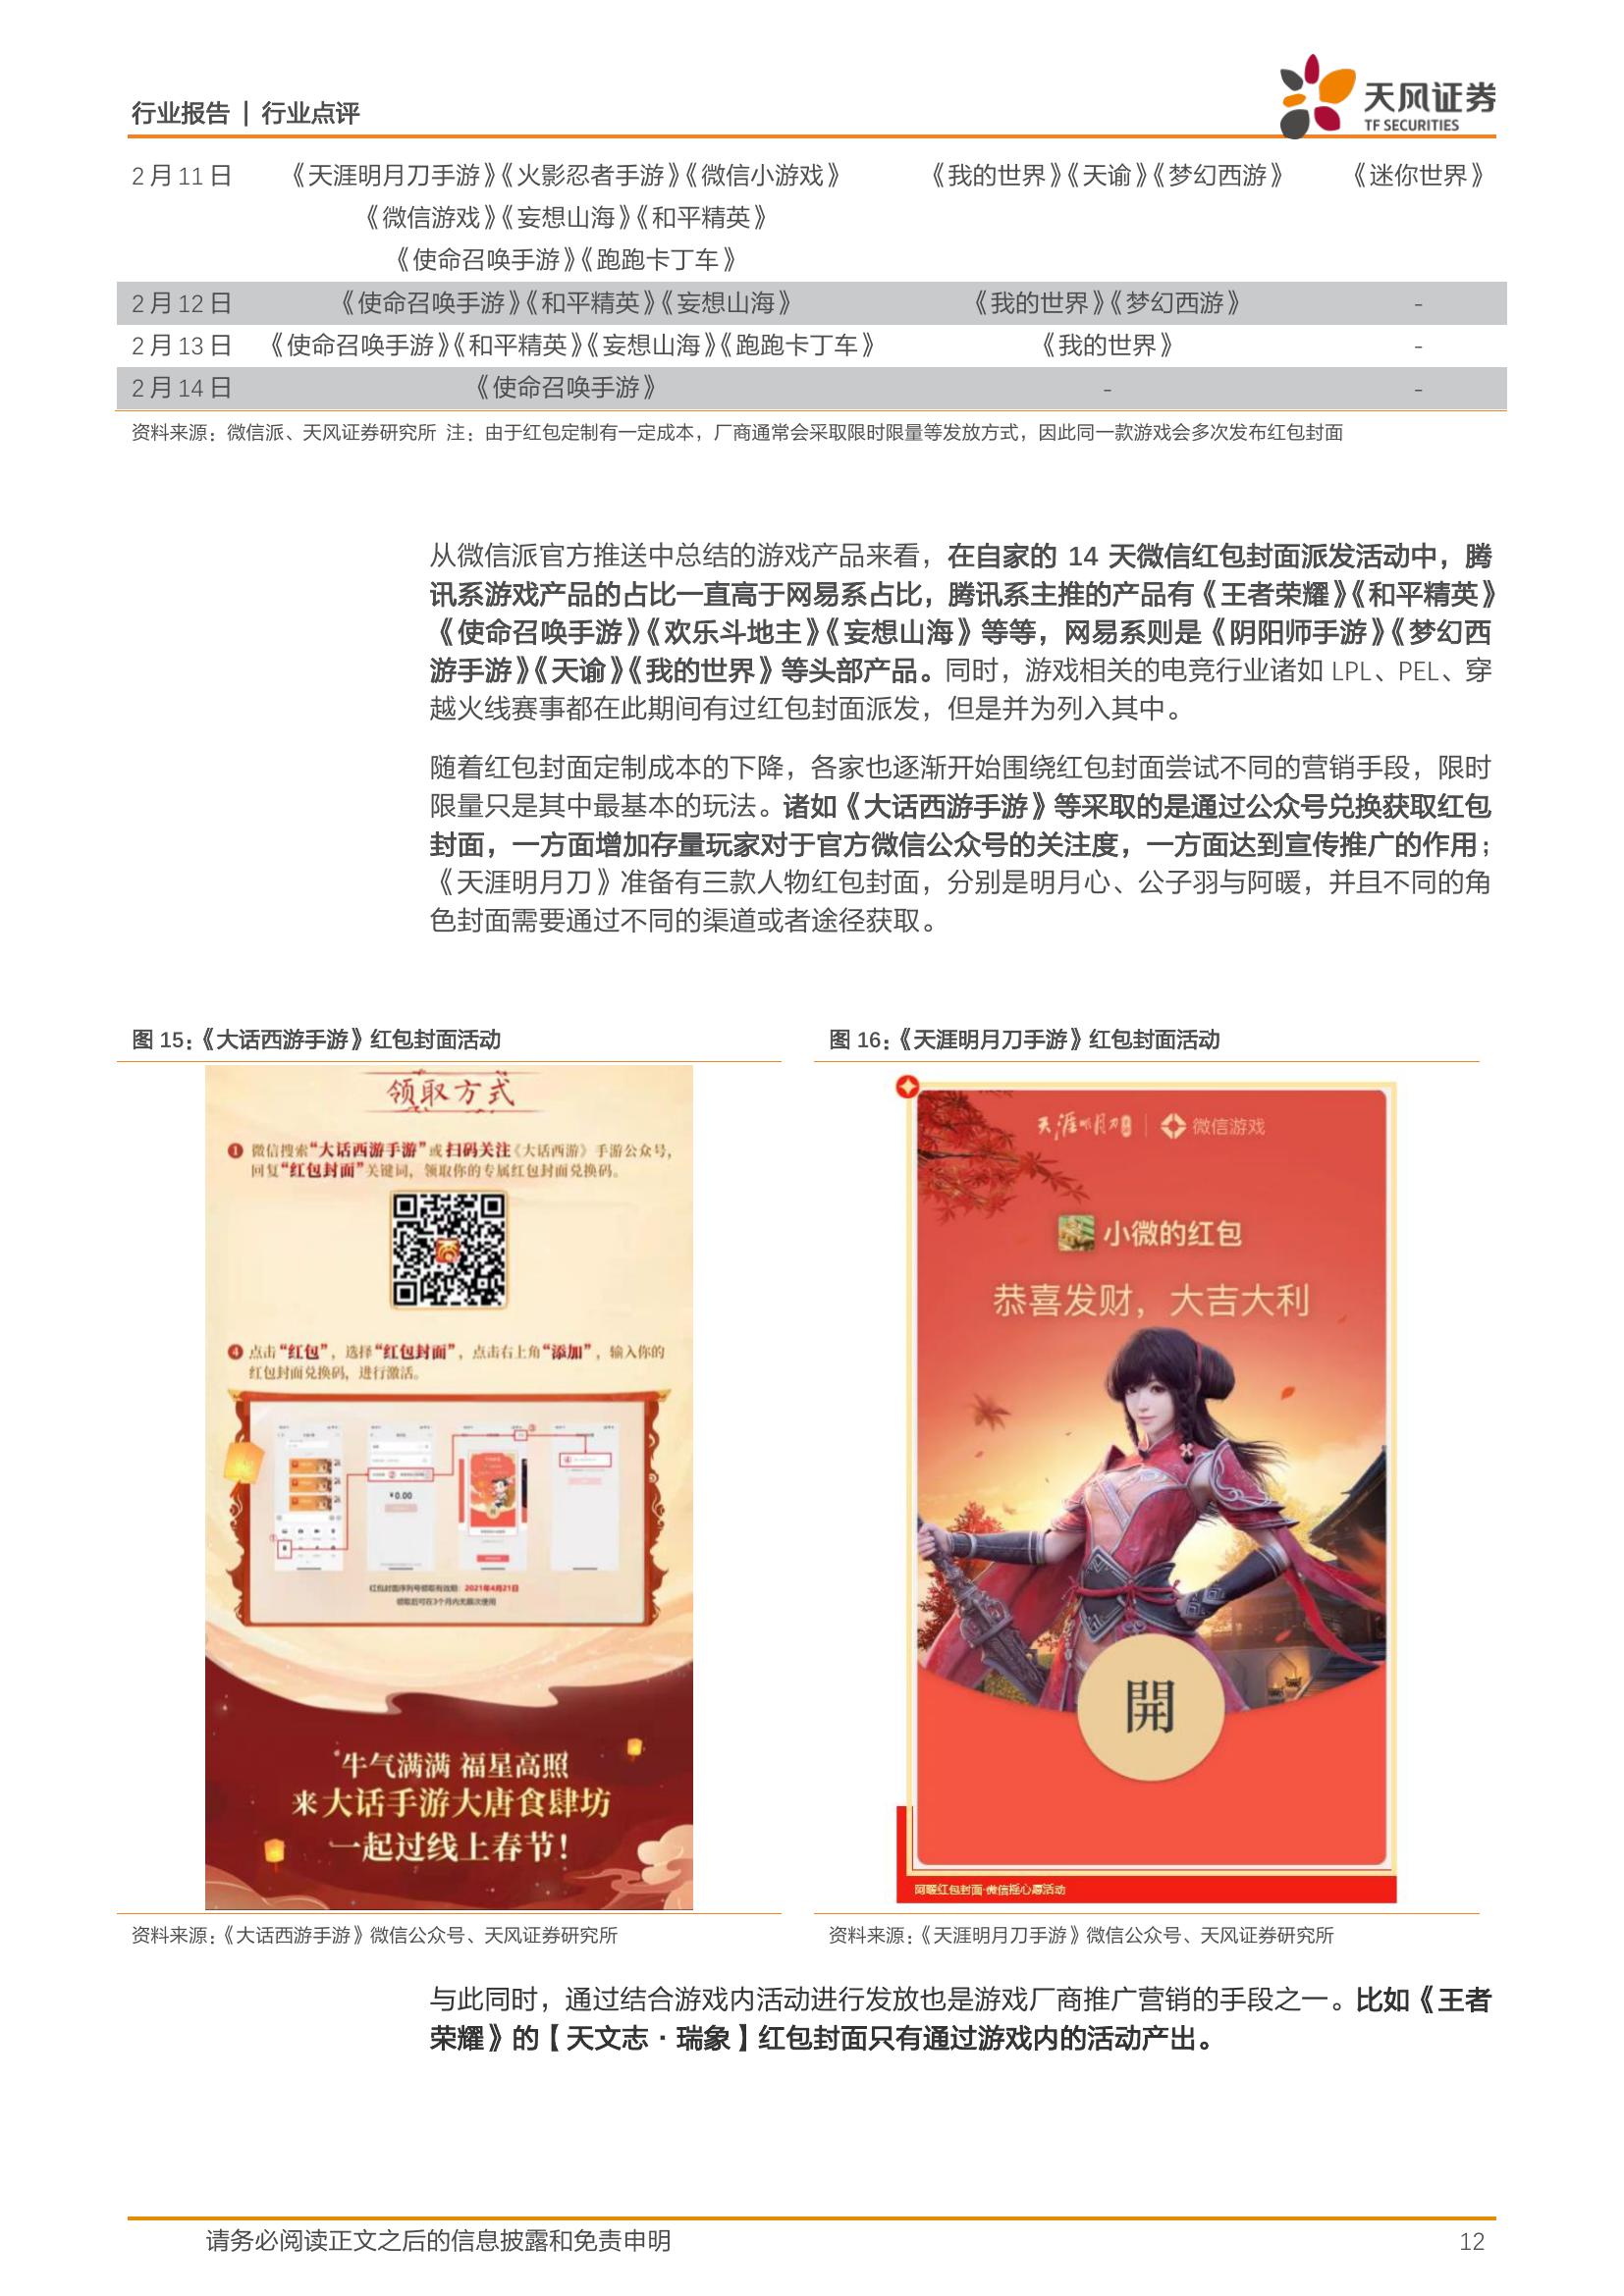 行业报告 | 行业点评
天风证券
TF SECURITIES
2月11日 《天涯明月刀手游》《火影忍者手游》《微信小游戏》 《我的世界》《天谕》《梦幻西游》 《迷你世界》
《微信游戏》《妄想山海》《和平精英》
《使命召唤手游》《跑跑卡丁车》
2月12日 《使命召唤手游》《和平精英》《妄想山海》 《我的世界》《梦幻西游》 -
2月13日 《使命召唤手游》《和平精英》《妄想山海》《跑跑卡丁车》 《我的世界》 -
2月14日 《使命召唤手游》 - -
资料来源：微信派、天风证券研究所 注：由于红包定制有一定成本，厂商通常会采取限时限量等发放方式，因此同一款游戏会多次发布红包封面
从微信派官方推送中总结的游戏产品来看，在自家的 14 天微信红包封面派发活动中，腾
讯系游戏产品的占比一直高于网易系占比，腾讯系主推的产品有《王者荣耀》《和平精英》
《使命召唤手游》《欢乐斗地主》《妄想山海》等等，网易系则是《阴阳师手游》《梦幻西
游手游》《天谕》《我的世界》等头部产品。同时，游戏相关的电竞行业诸如 LPL、PEL、穿
越火线赛事都在此期间有过红包封面派发，但是并为列入其中。
随着红包封面定制成本的下降，各家也逐渐开始围绕红包封面尝试不同的营销手段，限时
限量只是其中最基本的玩法。诸如《大话西游手游》等采取的是通过公众号兑换获取红包
封面，一方面增加存量玩家对于官方微信公众号的关注度，一方面达到宣传推广的作用；
《天涯明月刀》准备有三款人物红包封面，分别是明月心、公子羽与阿暖，并且不同的角
色封面需要通过不同的渠道或者途径获取。
图 15：《大话西游手游》红包封面活动
领取方式
1 微信搜索“大话西游手游”或扫码关注《大话西游》手游公众号，
回复“红包封面”关键词，领取你的专属红包封面兑换码。
4 点击“红包”，选择“红包封面”，点击右上角“添加”，输入你的
红包封面兑换码，进行激活。
¥0.00
红包封面序列号领取有效期：2021年4月21日
领取后可在3个月内无限次使用
牛气满满 福星高照
来大话手游大唐食肆坊
一起过线上春节！
资料来源：《大话西游手游》微信公众号、天风证券研究所
图 16：《天涯明月刀手游》红包封面活动
天涯明月刀 | 微信游戏
小微的红包
恭喜发财，大吉大利
開
阿暖红包封面·微信摇心愿活动
资料来源：《天涯明月刀手游》微信公众号、天风证券研究所
与此同时，通过结合游戏内活动进行发放也是游戏厂商推广营销的手段之一。比如《王者
荣耀》的【天文志·瑞象】红包封面只有通过游戏内的活动产出。
请务必阅读正文之后的信息披露和免责申明 12